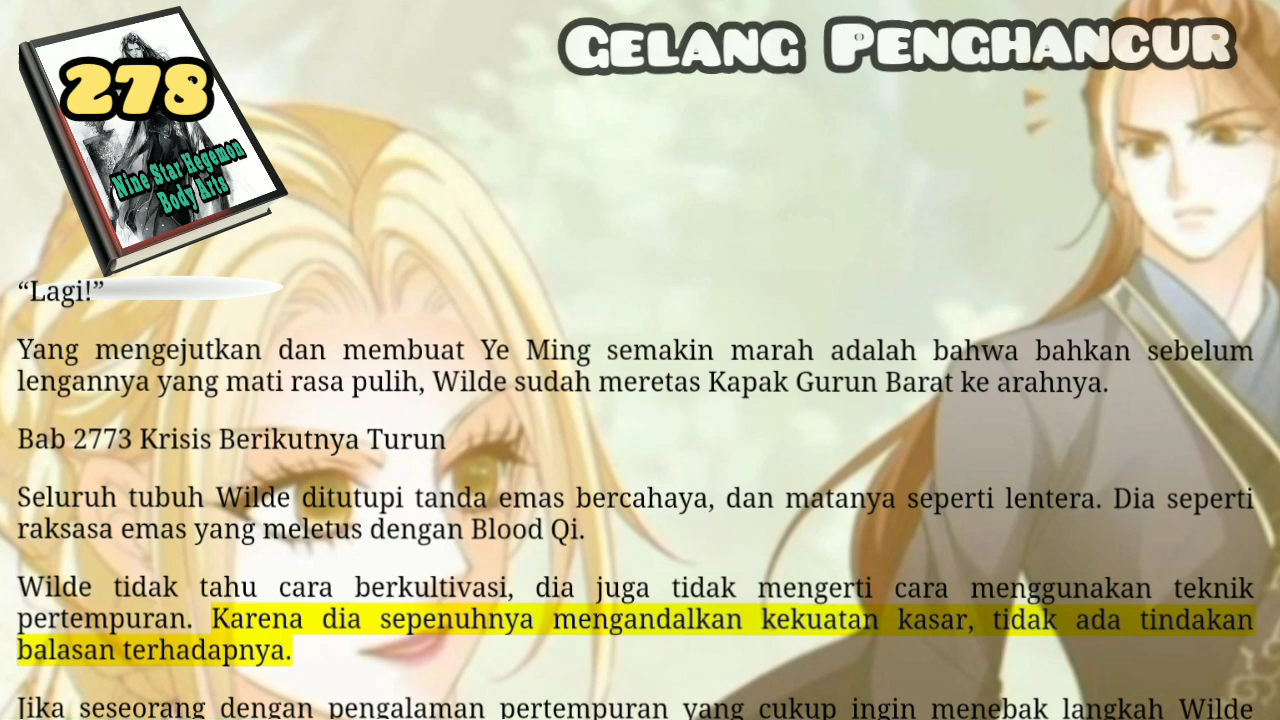 Gelang Penghancur
278
Nine Star Hegemon
Body Arts
“Lagi!”
Yang mengejutkan dan membuat Ye Ming semakin marah adalah bahwa bahkan sebelum
lengannya yang mati rasa pulih, Wilde sudah meretas Kapak Gurun Barat ke arahnya.
Bab 2773 Krisis Berikutnya Turun
Seluruh tubuh Wilde ditutupi tanda emas bercahaya, dan matanya seperti lentera. Dia seperti
raksasa emas yang meletus dengan Blood Qi.
Wilde tidak tahu cara berkultivasi, dia juga tidak mengerti cara menggunakan teknik
pertempuran. Karena dia sepenuhnya mengandalkan kekuatan kasar, tidak ada tindakan
balasan terhadapnya.
Jika seseorang dengan pengalaman pertempuran yang cukup ingin menebak langkah Wilde